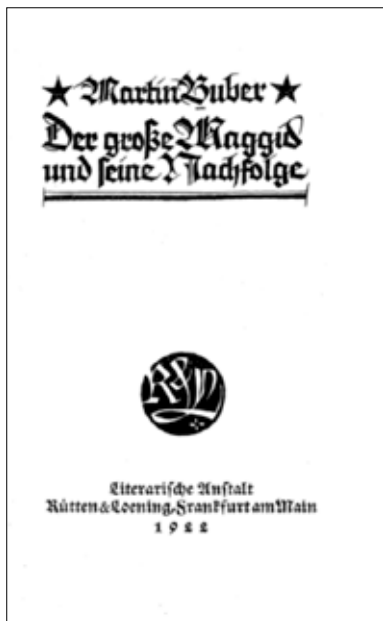 ★ Martin Buber ★
Der große Maggid
und seine Nachfolge
R&L
Literarische Anstalt
Rütten & Loening, Frankfurt am Main
1922